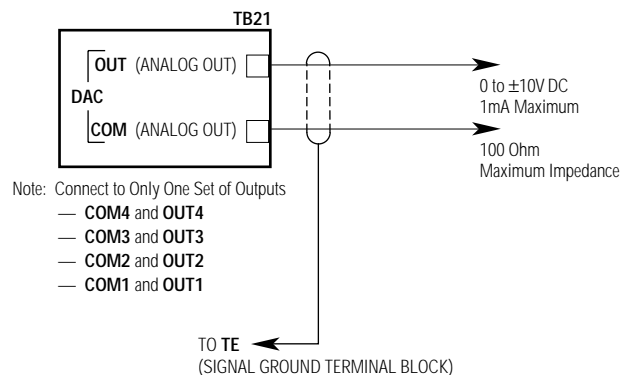 TB21
OUT (ANALOG OUT)
DAC
COM (ANALOG OUT)
0 to ±10V DC
1mA Maximum
100 Ohm
Maximum Impedance
Note: Connect to Only One Set of Outputs
— COM4 and OUT4
— COM3 and OUT3
— COM2 and OUT2
— COM1 and OUT1
TO TE
(SIGNAL GROUND TERMINAL BLOCK)